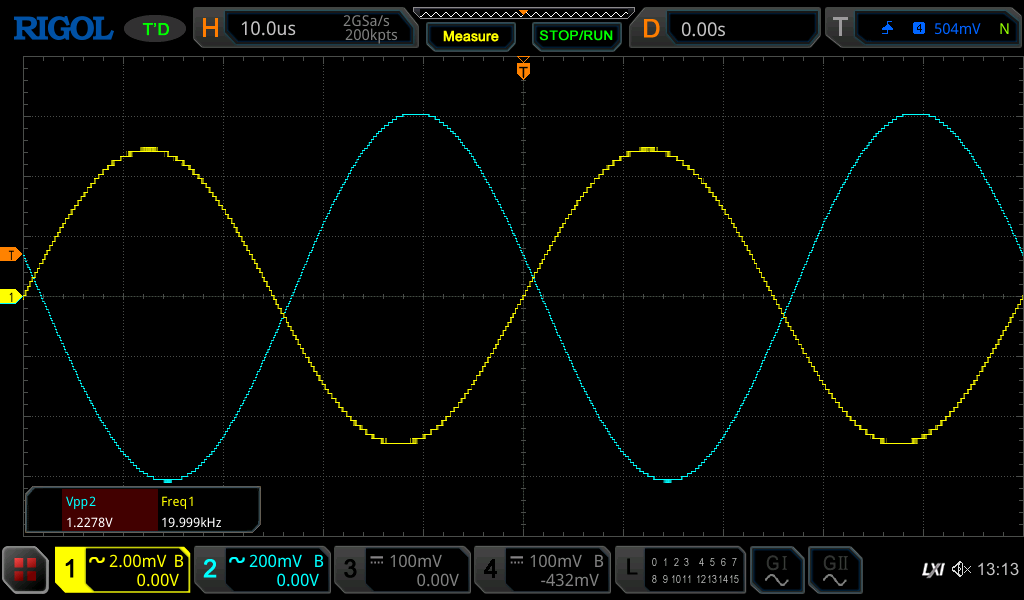 RIGOL T'D H 10.0us 2GSa/s 200kpts Measure STOP/RUN D 0.00s T 4 504mV N
T
T
1
Vpp2 Freq1
1.2278V 19.999kHz
1 2.00mV B 0.00V
2 200mV B 0.00V
3 100mV 0.00V
4 100mV B -432mV
L 0 1 2 3 4 5 6 7
8 9 10 11 12 13 14 15
GI GII
LXI 13:13